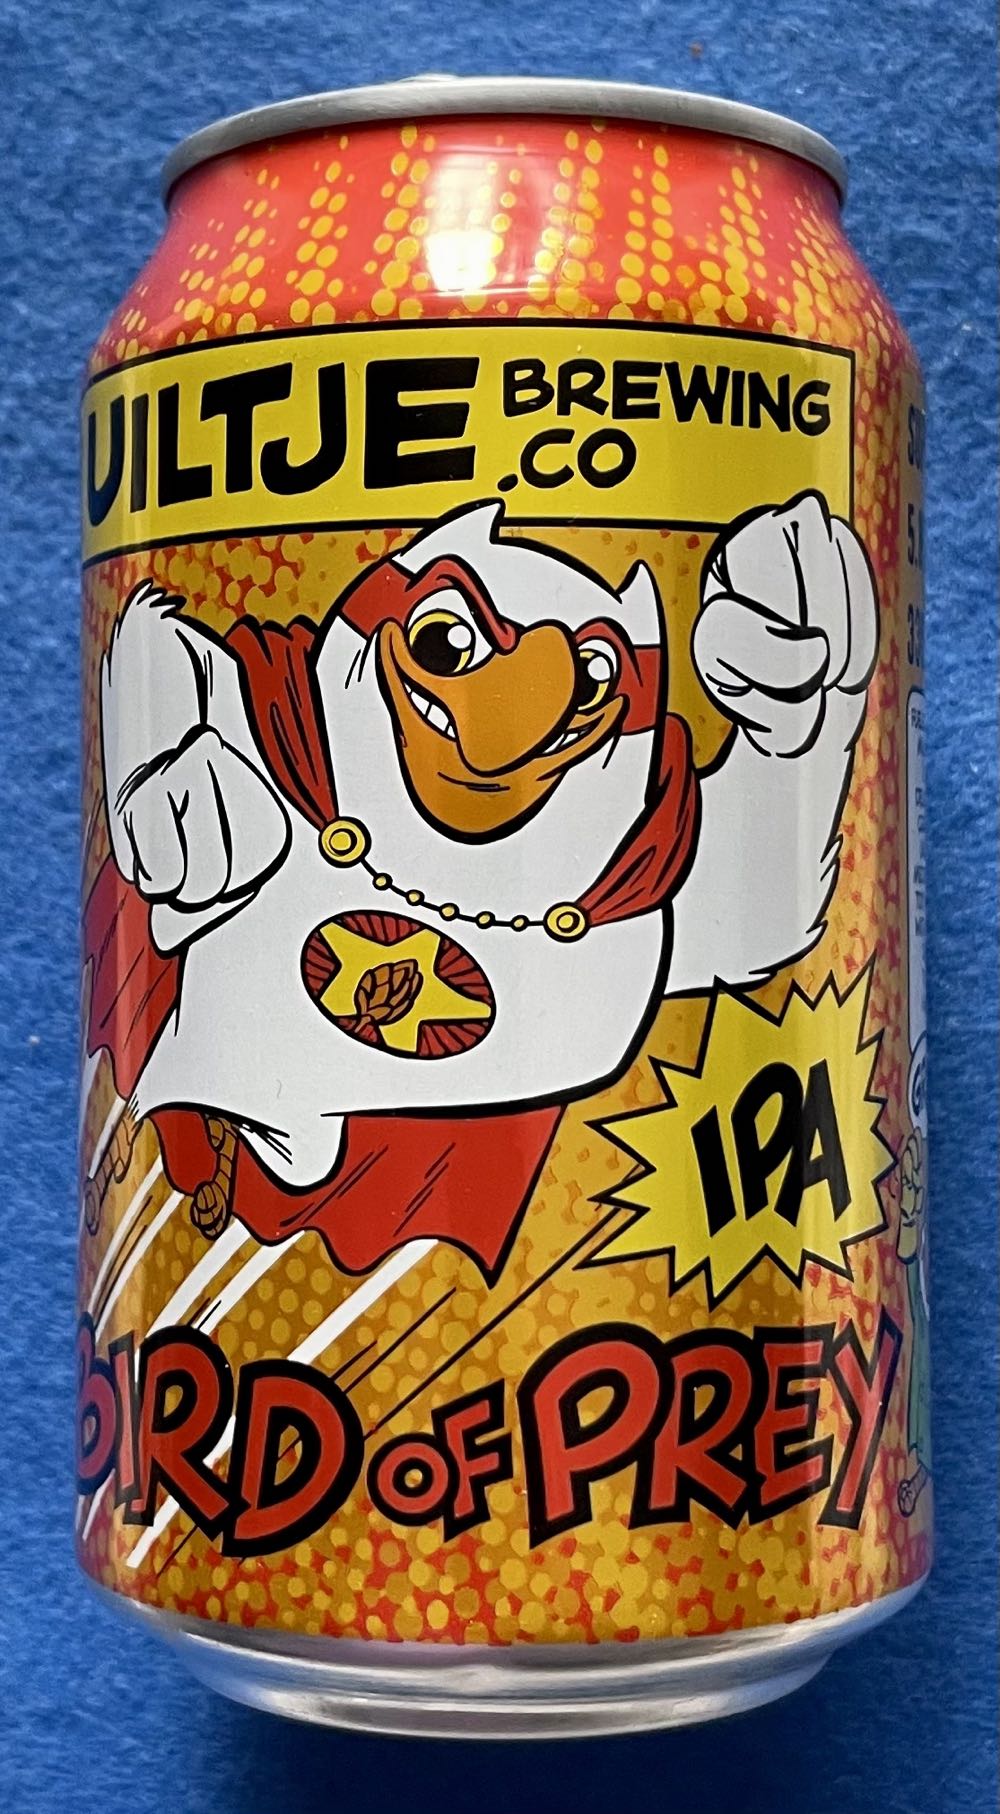 UILTJE BREWING
.CO
IPA
BIRD OF PREY